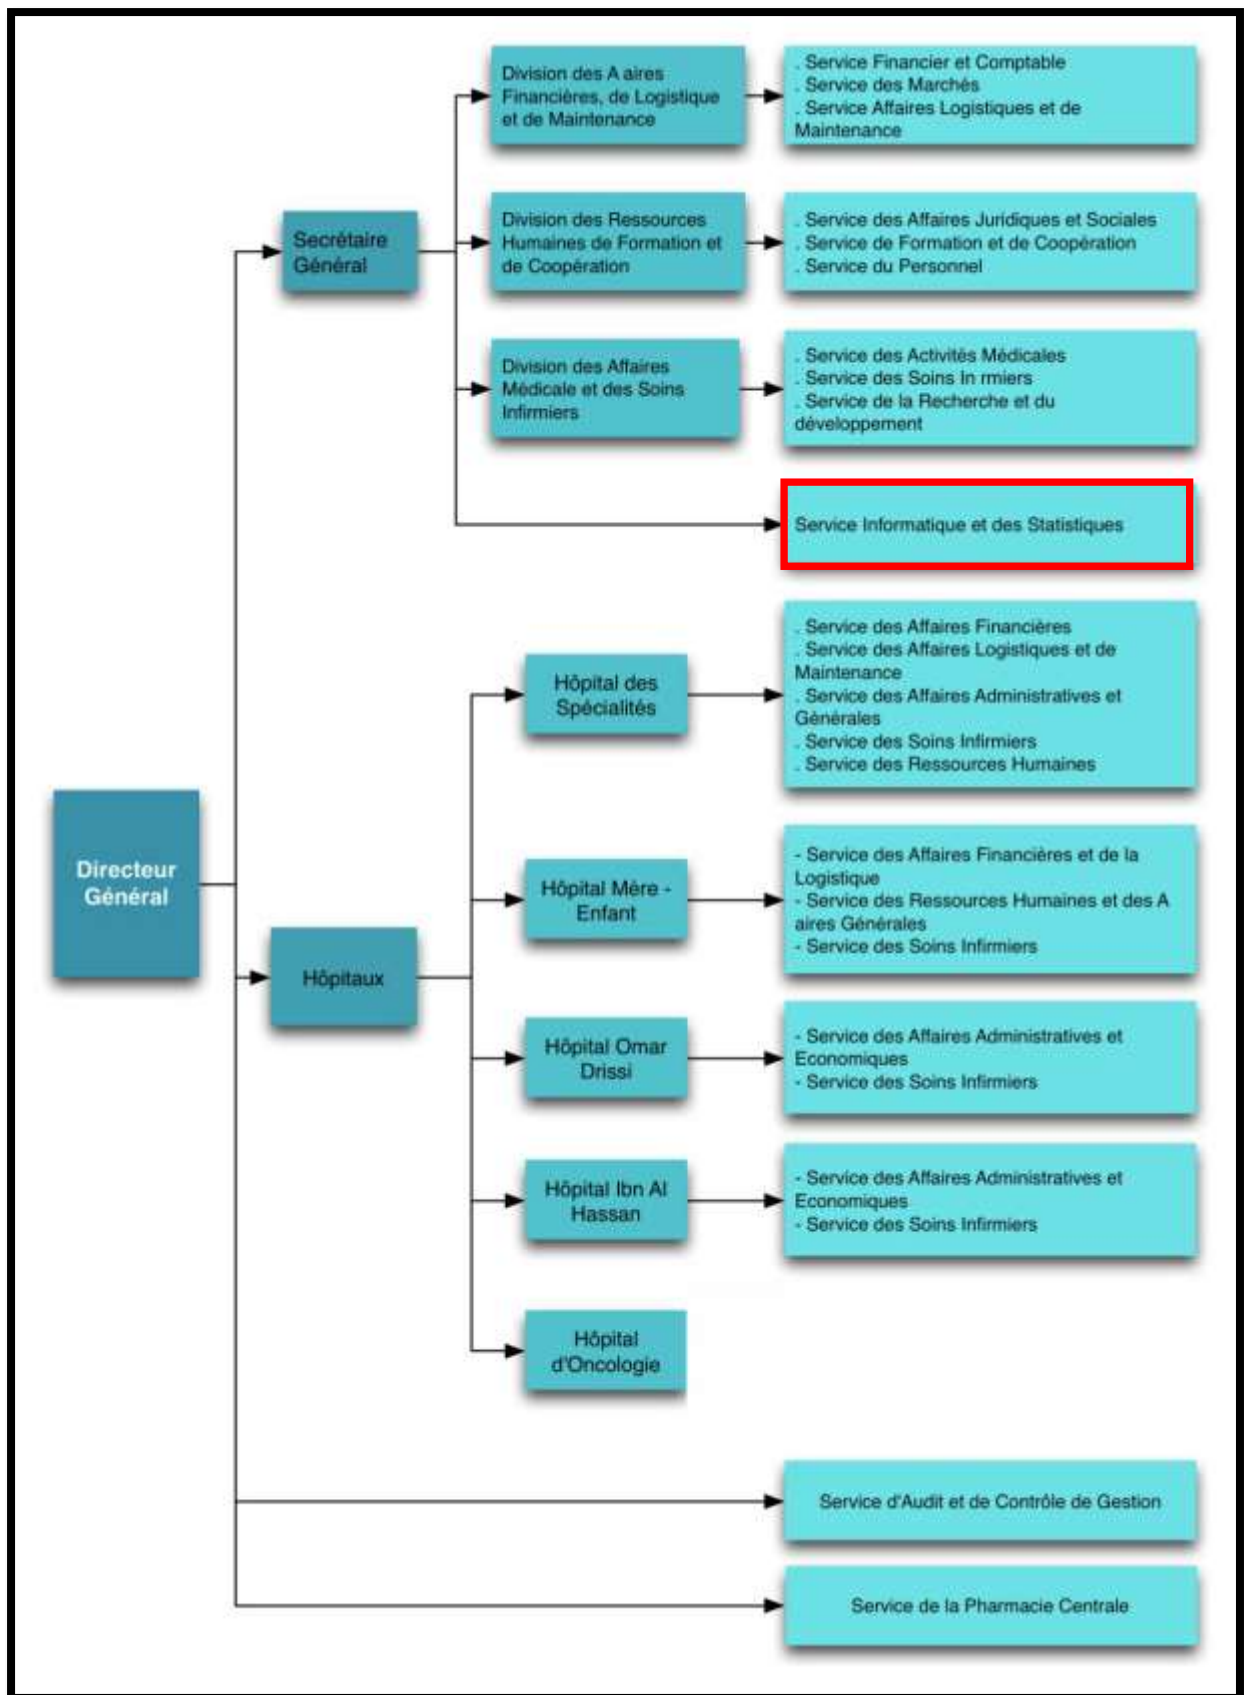 Division des A aires
Financières, de Logistique
et de Maintenance
. Service Financier et Comptable
. Service des Marchés
. Service Affaires Logistiques et de
Maintenance
Secrétaire
Général
Division des Ressources
Humaines de Formation et
de Coopération
. Service des Affaires Juridiques et Sociales
. Service de Formation et de Coopération
. Service du Personnel
Division des Affaires
Médicale et des Soins
Infirmiers
. Service des Activités Médicales
. Service des Soins In rmiers
. Service de la Recherche et du
développement
Service Informatique et des Statistiques
Hôpital des
Spécialités
. Service des Affaires Financières
. Service des Affaires Logistiques et de
Maintenance
. Service des Affaires Administratives et
Générales
. Service des Soins Infirmiers
. Service des Ressources Humaines
Directeur
Général
Hôpital Mère -
Enfant
- Service des Affaires Financières et de la
Logistique
- Service des Ressources Humaines et des A
aires Générales
- Service des Soins Infirmiers
Hôpitaux
Hôpital Omar
Drissi
- Service des Affaires Administratives et
Economiques
- Service des Soins Infirmiers
Hôpital Ibn Al
Hassan
- Service des Affaires Administratives et
Economiques
- Service des Soins Infirmiers
Hôpital
d'Oncologie
Service d'Audit et de Contrôle de Gestion
Service de la Pharmacie Centrale